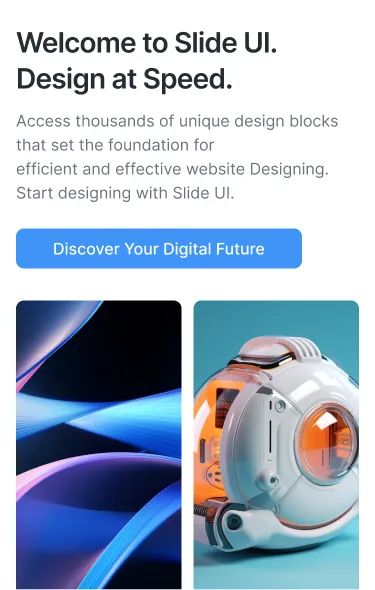 Welcome to Slide UI.
Design at Speed.
Access thousands of unique design blocks
that set the foundation for
efficient and effective website Designing.
Start designing with Slide UI.
Discover Your Digital Future